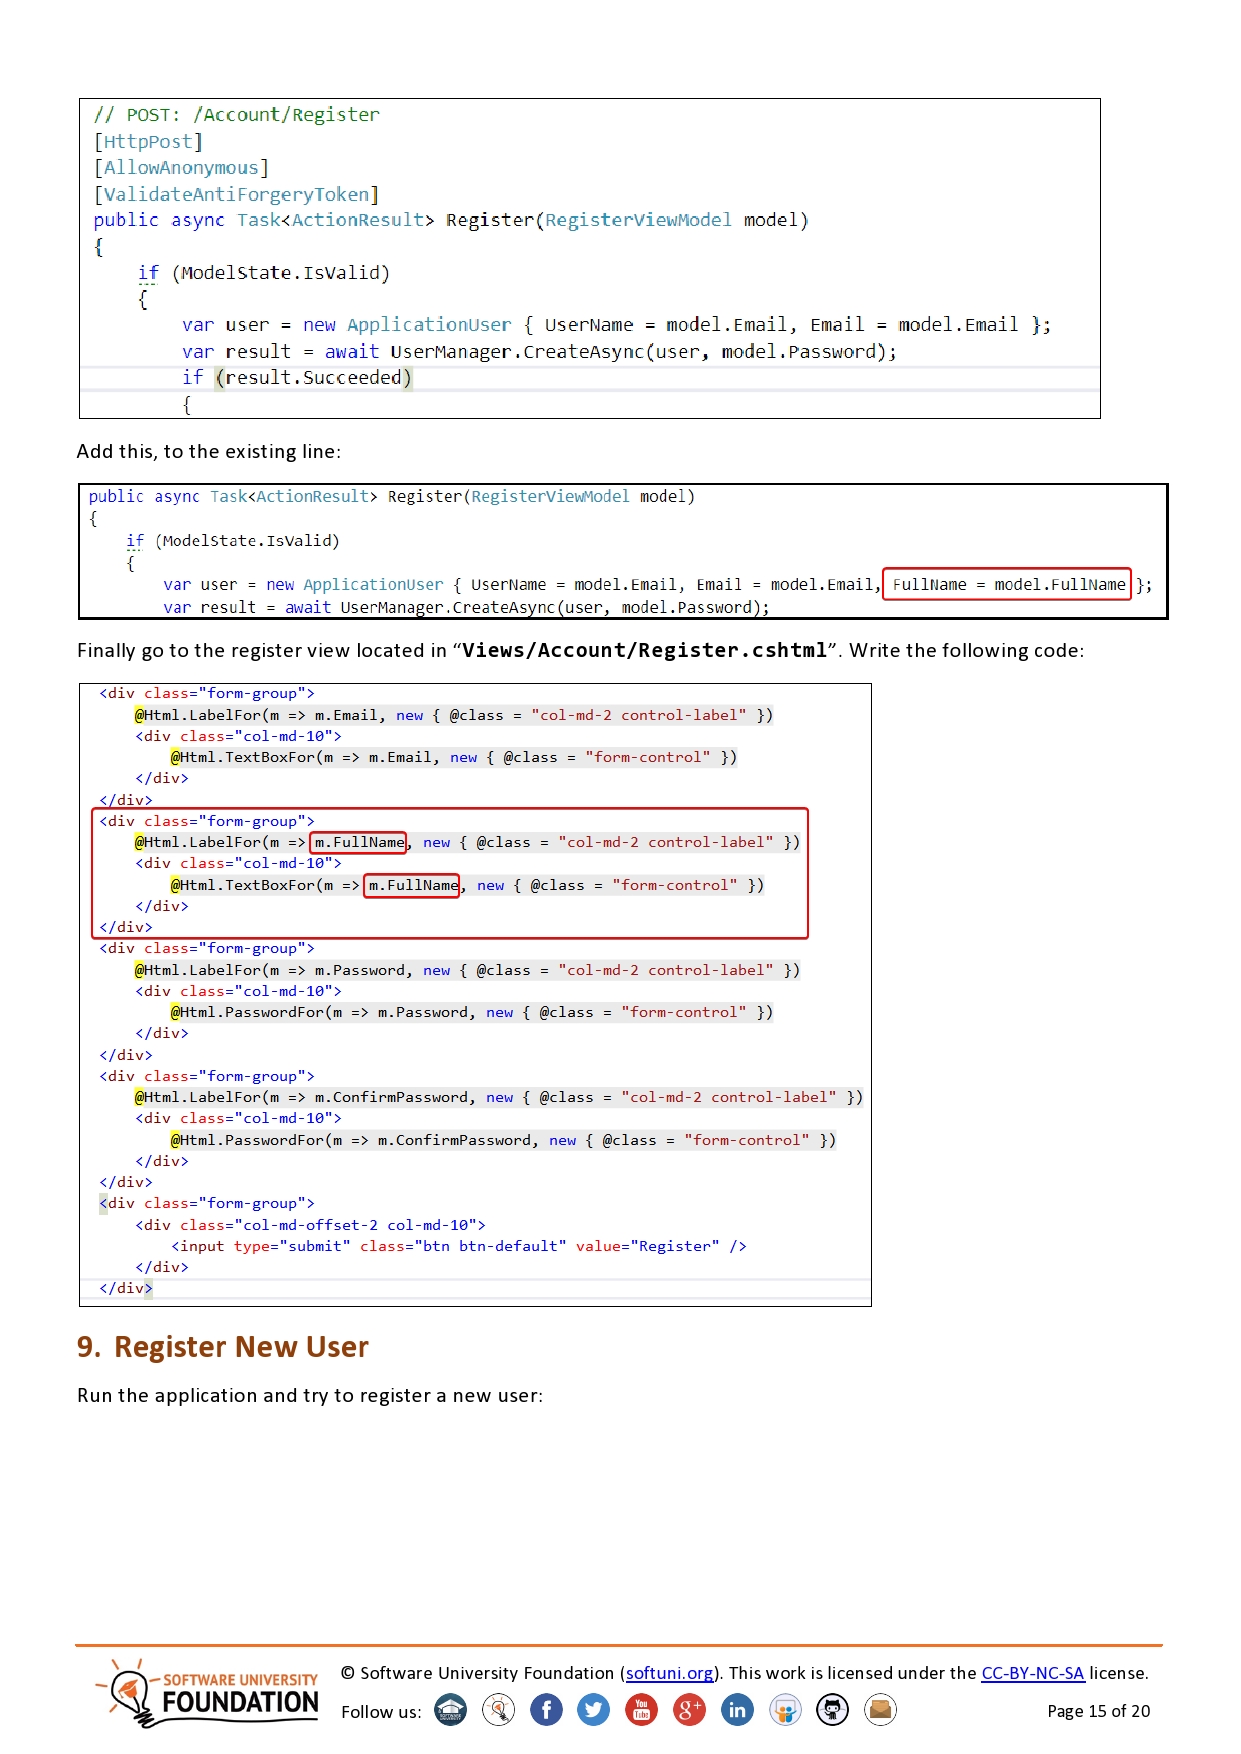 // POST: /Account/Register
[HttpPost]
[AllowAnonymous]
[ValidateAntiForgeryToken]
public async Task<ActionResult> Register(RegisterViewModel model)
{
    if (ModelState.IsValid)
    {
        var user = new ApplicationUser { UserName = model.Email, Email = model.Email };
        var result = await UserManager.CreateAsync(user, model.Password);
        if (result.Succeeded)
        {
Add this, to the existing line:
public async Task<ActionResult> Register(RegisterViewModel model)
{
    if (ModelState.IsValid)
    {
        var user = new ApplicationUser { UserName = model.Email, Email = model.Email, FullName = model.FullName };
        var result = await UserManager.CreateAsync(user, model.Password);
Finally go to the register view located in “Views/Account/Register.cshtml”. Write the following code:
<div class="form-group">
    @Html.LabelFor(m => m.Email, new { @class = "col-md-2 control-label" })
    <div class="col-md-10">
        @Html.TextBoxFor(m => m.Email, new { @class = "form-control" })
    </div>
</div>
<div class="form-group">
    @Html.LabelFor(m => m.FullName, new { @class = "col-md-2 control-label" })
    <div class="col-md-10">
        @Html.TextBoxFor(m => m.FullName, new { @class = "form-control" })
    </div>
</div>
<div class="form-group">
    @Html.LabelFor(m => m.Password, new { @class = "col-md-2 control-label" })
    <div class="col-md-10">
        @Html.PasswordFor(m => m.Password, new { @class = "form-control" })
    </div>
</div>
<div class="form-group">
    @Html.LabelFor(m => m.ConfirmPassword, new { @class = "col-md-2 control-label" })
    <div class="col-md-10">
        @Html.PasswordFor(m => m.ConfirmPassword, new { @class = "form-control" })
    </div>
</div>
<div class="form-group">
    <div class="col-md-offset-2 col-md-10">
        <input type="submit" class="btn btn-default" value="Register" />
    </div>
</div>
9. Register New User
Run the application and try to register a new user:
SOFTWARE UNIVERSITY
FOUNDATION
© Software University Foundation (softuni.org). This work is licensed under the CC-BY-NC-SA license.
Follow us:
You
Tube
g+
in
Page 15 of 20